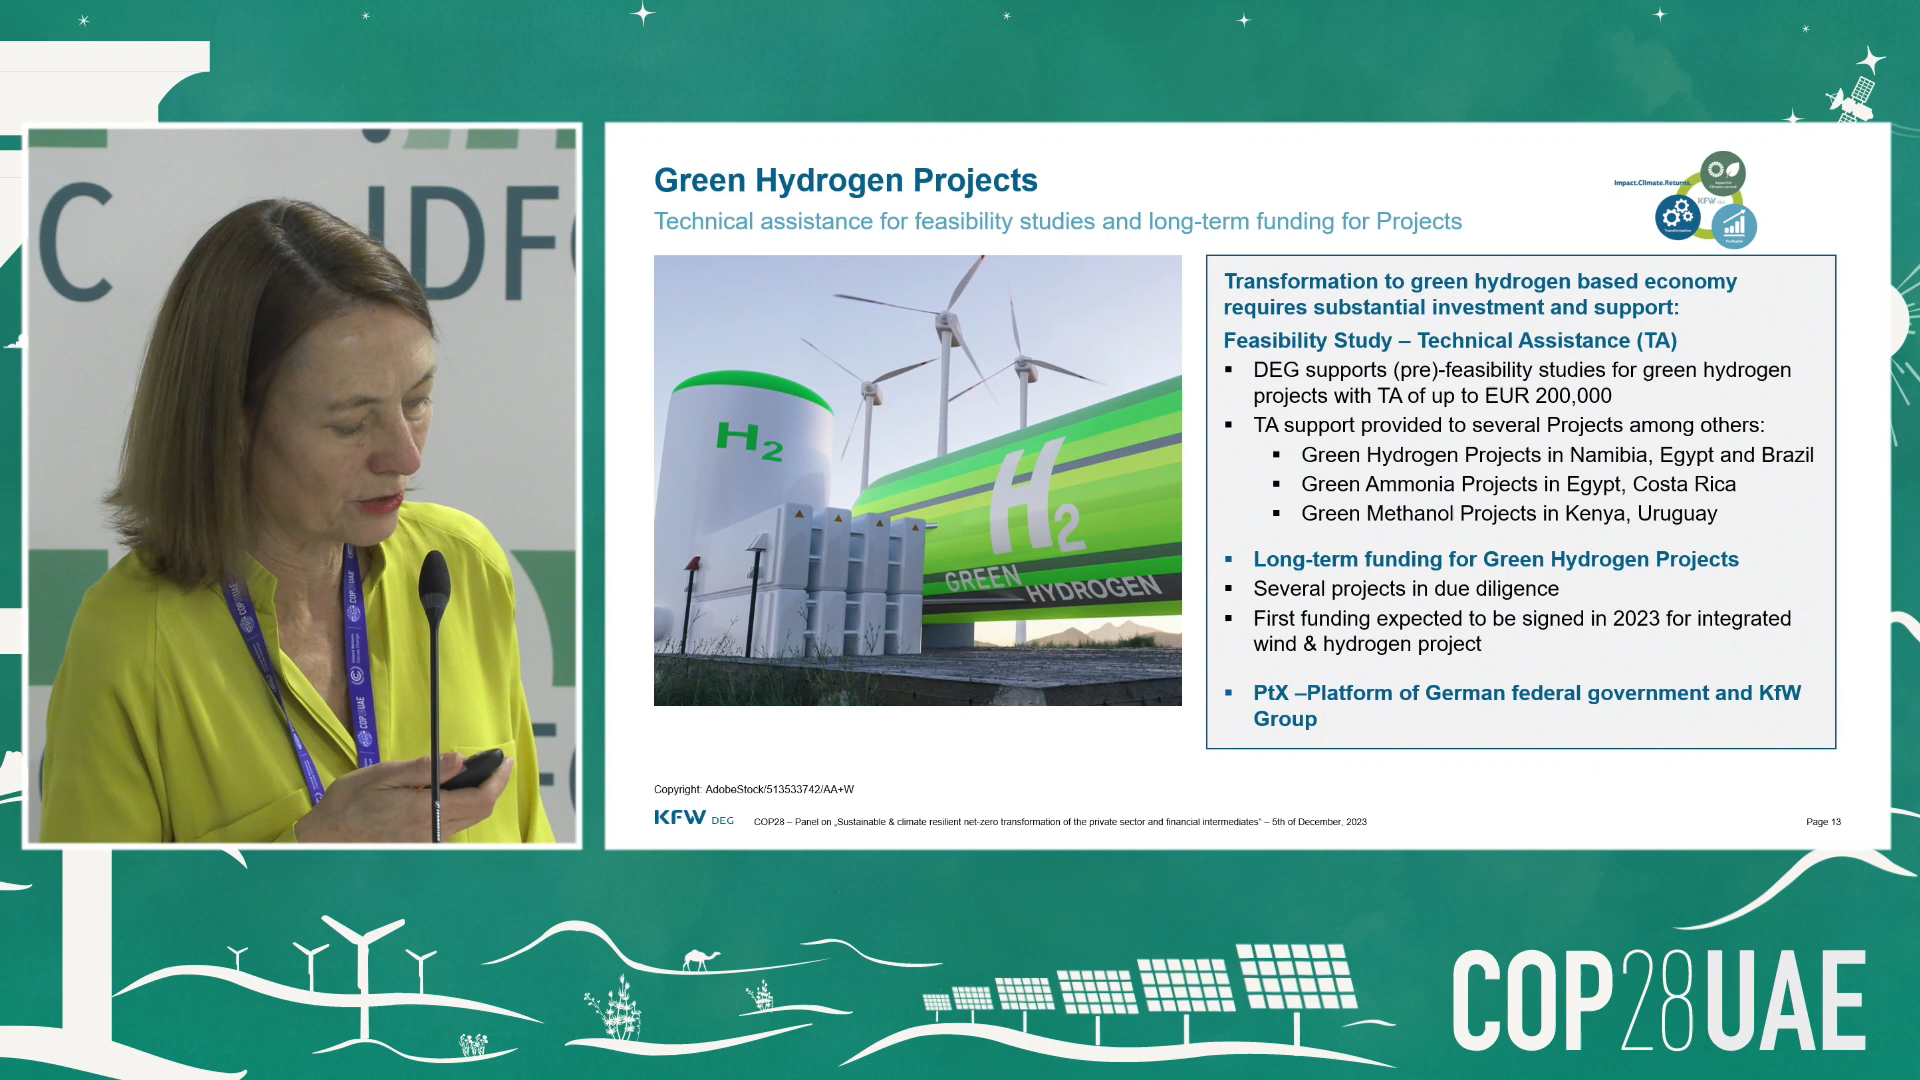 C
IDFC
Green Hydrogen Projects
Technical assistance for feasibility studies and long-term funding for Projects
Impact.Climate.Returns.
KFW DEG
Transformation
H2
H2
GREEN HYDROGEN
Transformation to green hydrogen based economy
requires substantial investment and support:
Feasibility Study – Technical Assistance (TA)
▪ DEG supports (pre)-feasibility studies for green hydrogen
projects with TA of up to EUR 200,000
▪ TA support provided to several Projects among others:
▪ Green Hydrogen Projects in Namibia, Egypt and Brazil
▪ Green Ammonia Projects in Egypt, Costa Rica
▪ Green Methanol Projects in Kenya, Uruguay
▪ Long-term funding for Green Hydrogen Projects
▪ Several projects in due diligence
▪ First funding expected to be signed in 2023 for integrated
wind & hydrogen project
▪ PtX –Platform of German federal government and KfW
Group
Copyright: AdobeStock/513533742/AA+W
KFW DEG
COP28 – Panel on „Sustainable & climate resilient net-zero transformation of the private sector and financial intermediates“ – 5th of December, 2023
Page 13
COP28UAE